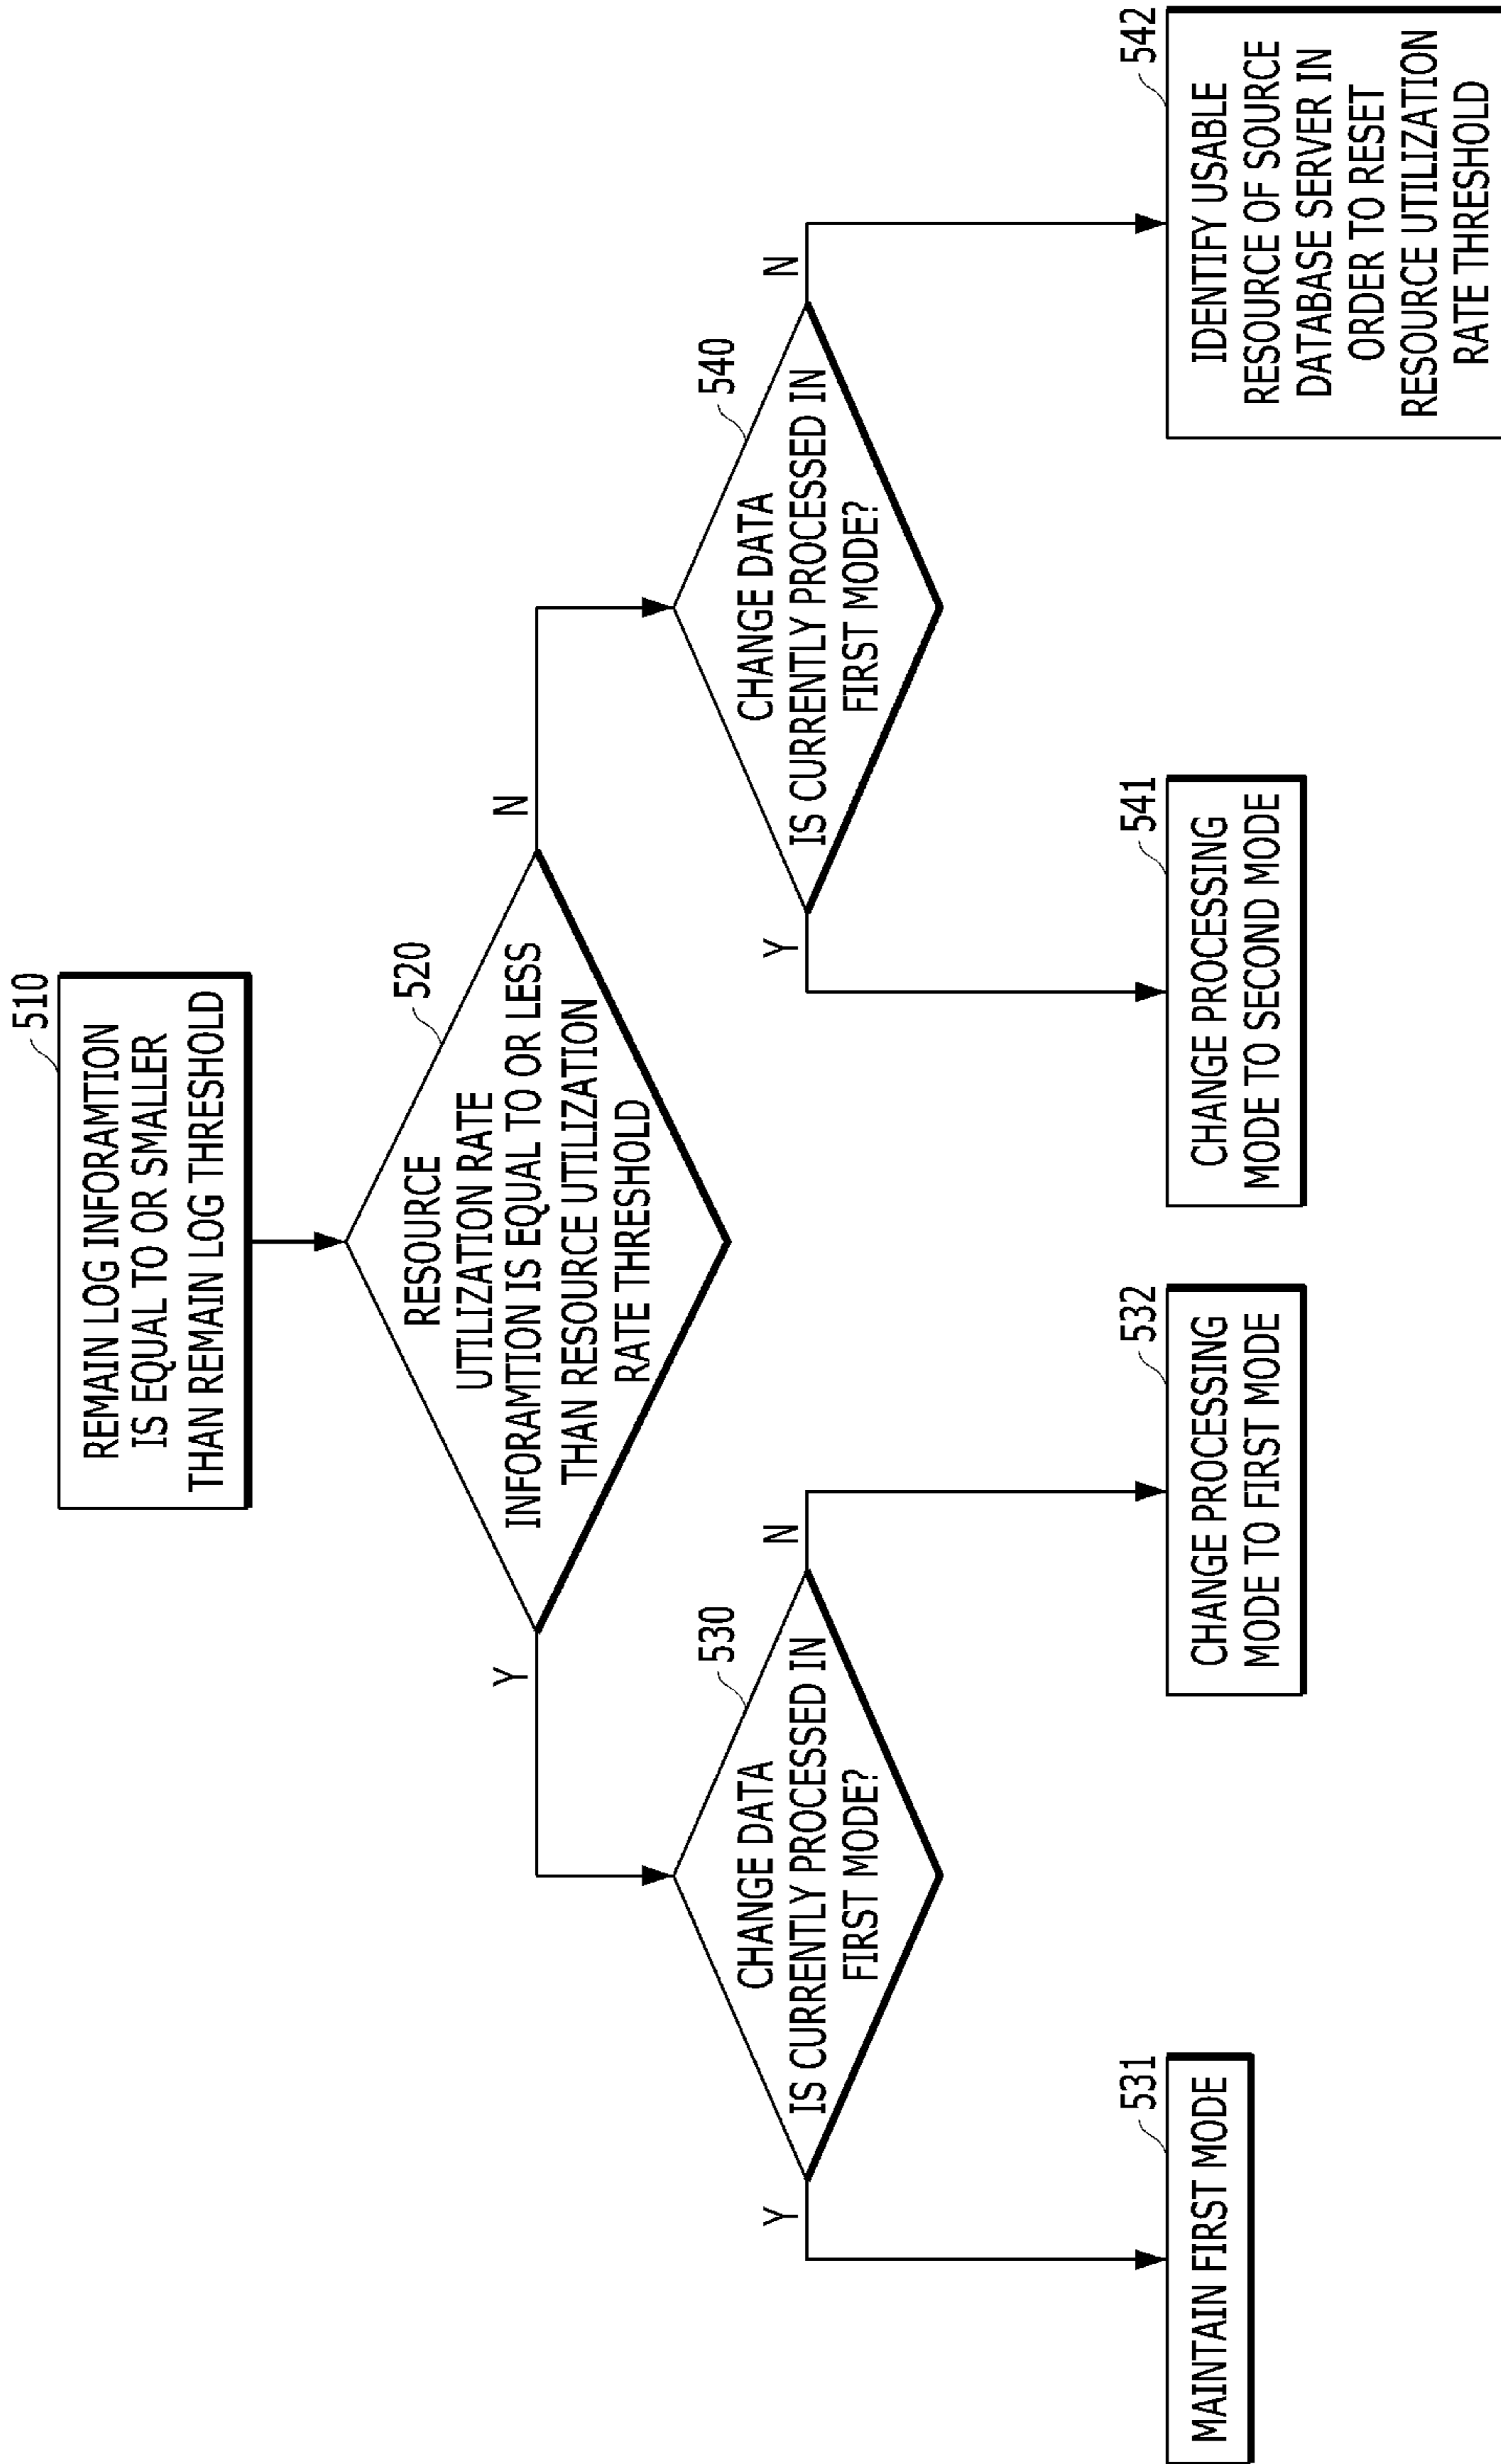 510
REMAIN LOG INFORAMTION
IS EQUAL TO OR SMALLER
THAN REMAIN LOG THRESHOLD
520
RESOURCE
UTILIZATION RATE
INFORAMTION IS EQUAL TO OR LESS
THAN RESOURCE UTILIZATION
RATE THRESHOLD
Y
N
530
CHANGE DATA
IS CURRENTLY PROCESSED IN
FIRST MODE?
540
CHANGE DATA
IS CURRENTLY PROCESSED IN
FIRST MODE?
Y
N
Y
N
531
MAINTAIN FIRST MODE
532
CHANGE PROCESSING
MODE TO FIRST MODE
541
CHANGE PROCESSING
MODE TO SECOND MODE
542
IDENTIFY USABLE
RESOURCE OF SOURCE
DATABASE SERVER IN
ORDER TO RESET
RESOURCE UTILIZATION
RATE THRESHOLD